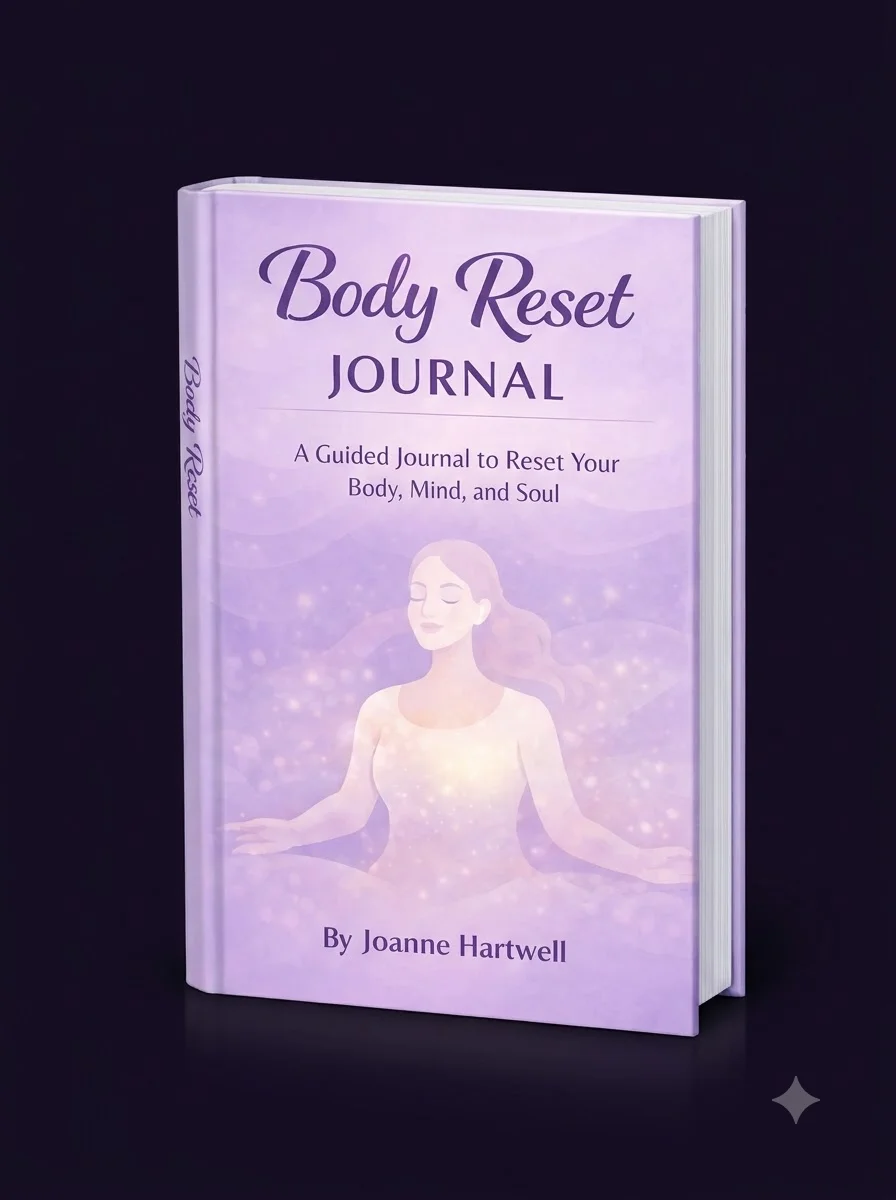 Body Reset
JOURNAL
A Guided Journal to Reset Your
Body, Mind, and Soul
By Joanne Hartwell
Body Reset